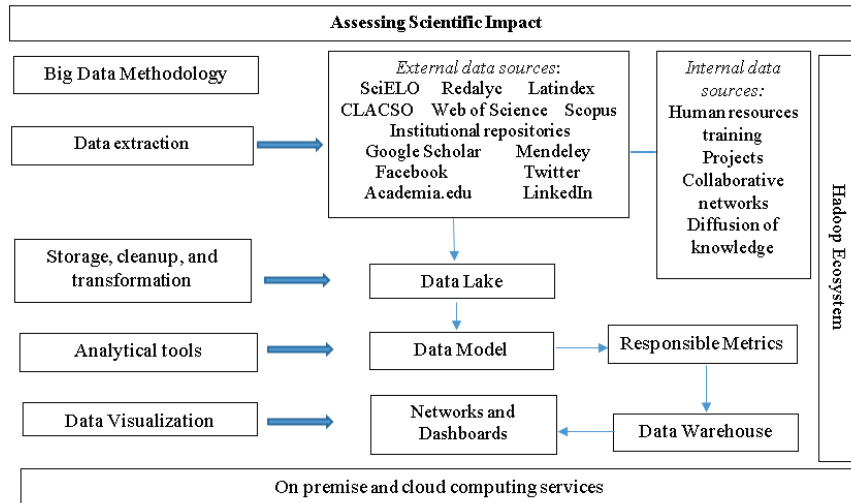 Assessing Scientific Impact
Big Data Methodology
External data sources:
SciELO Redalyc Latindex
CLACSO Web of Science Scopus
Institutional repositories
Google Scholar Mendeley
Facebook Twitter
Academia.edu LinkedIn
Internal data
sources:
Human resources
training
Projects
Collaborative
networks
Diffusion of
knowledge
Data extraction
Hadoop Ecosystem
Storage, cleanup, and
transformation
Data Lake
Analytical tools
Data Model
Responsible Metrics
Data Visualization
Networks and
Dashboards
Data Warehouse
On premise and cloud computing services